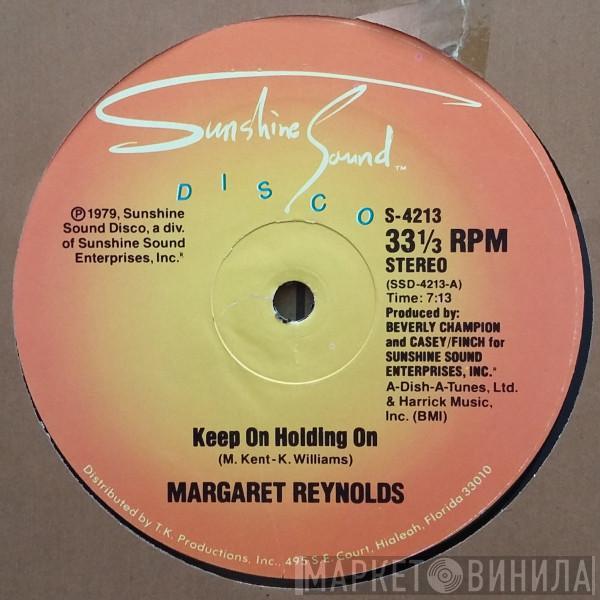 Sunshine Sound™
DISCO
℗ 1979, Sunshine
Sound Disco, a div.
of Sunshine Sound
Enterprises, Inc.ᴿ
S-4213
33⅓ RPM
STEREO
(SSD-4213-A)
Time: 7:13
Produced by:
BEVERLY CHAMPION
and CASEY/FINCH for
SUNSHINE SOUND
ENTERPRISES, INC.ᴿ
A-Dish-A-Tunes, Ltd.
& Harrick Music,
Inc. (BMI)
Keep On Holding On
(M. Kent-K. Williams)
MARGARET REYNOLDS
Distributed by T.K. Productions, Inc., 495 S.E. Court, Hialeah, Florida 33010
МАРКЕТ ВИНИЛА